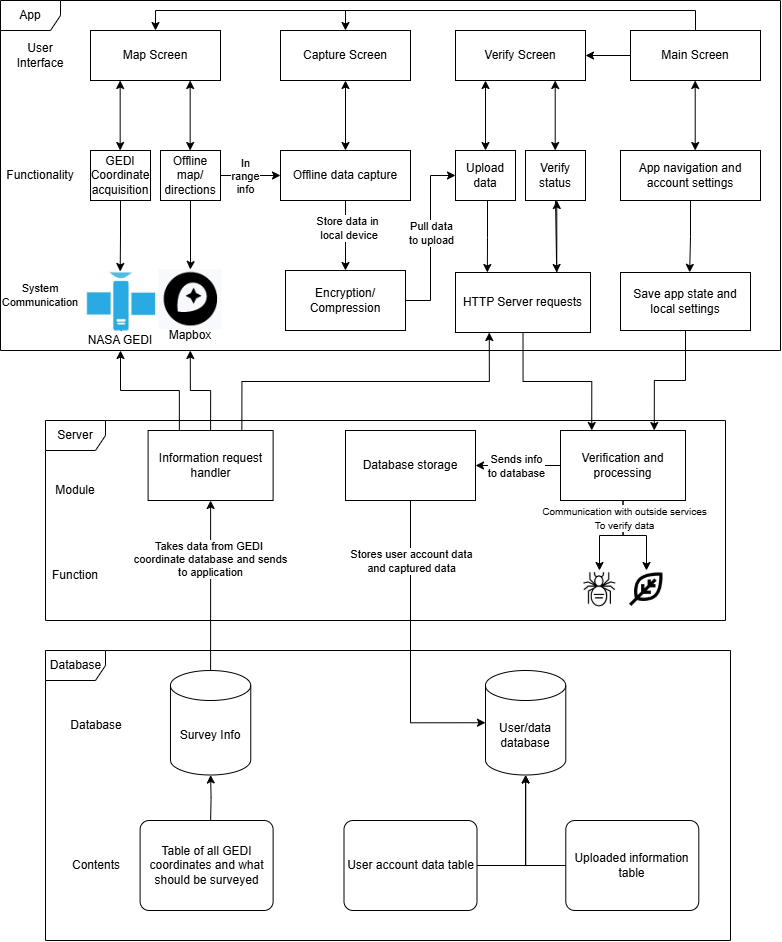 App
User
Interface
Map Screen
Capture Screen
Verify Screen
Main Screen
Functionality
GEDI
Coordinate
acquisition
Offline
map/
directions
In
range
info
Offline data capture
Upload
data
Verify
status
App navigation and
account settings
Store data in
local device
Pull data
to upload
System
Communication
NASA GEDI
Mapbox
Encryption/
Compression
HTTP Server requests
Save app state and
local settings
Server
Module
Information request
handler
Database storage
Sends info
to database
Verification and
processing
Communication with outside services
To verify data
Function
Takes data from GEDI
coordinate database and sends
to application
Stores user account data
and captured data
Database
Database
Survey Info
User/data
database
Contents
Table of all GEDI
coordinates and what
should be surveyed
User account data table
Uploaded information
table